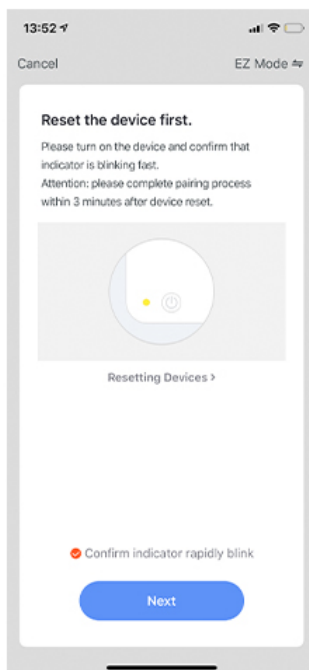 13:52
Cancel
EZ Mode
Reset the device first.
Please turn on the device and confirm that
indicator is blinking fast.
Attention: please complete pairing process
within 3 minutes after device reset.
Resetting Devices >
Confirm indicator rapidly blink
Next